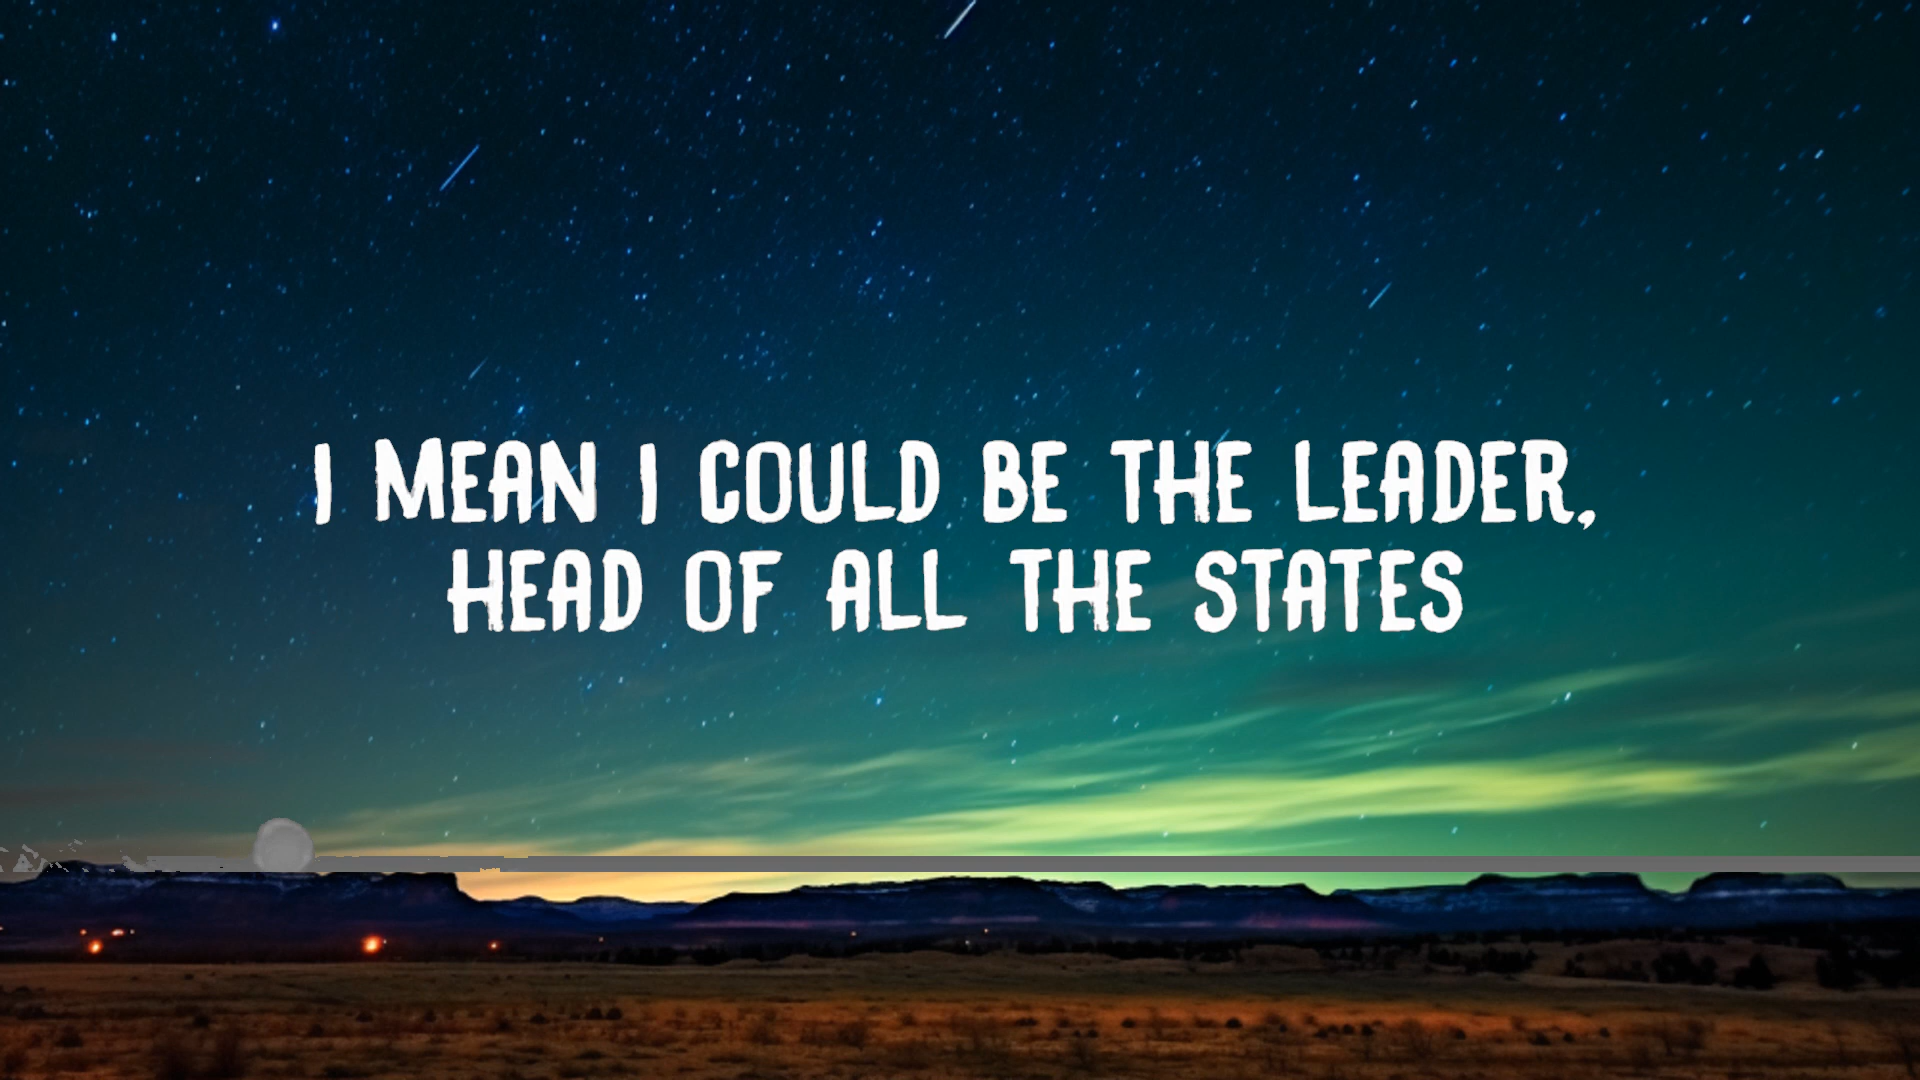 I MEAN I COULD BE THE LEADER,
HEAD OF ALL THE STATES